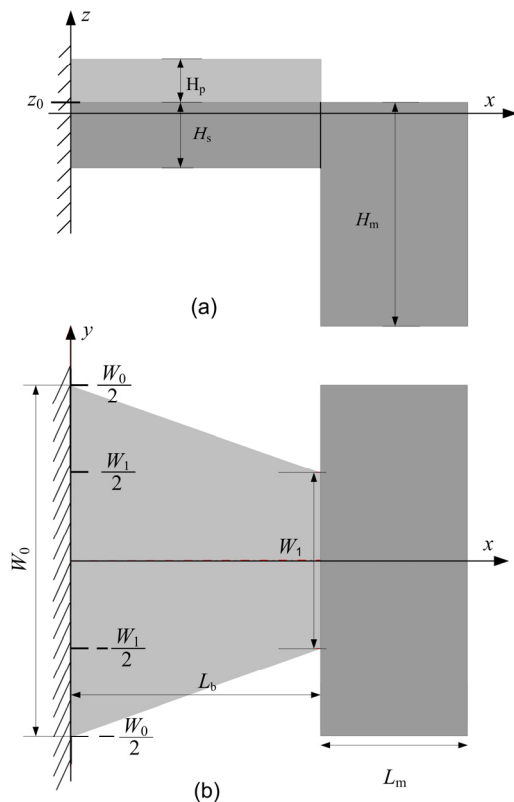 z
H_p
z_0
x
H_s
H_m
(a)
y
W_0/2
W_1/2
W_0
W_1
x
-W_1/2
L_b
-W_0/2
L_m
(b)